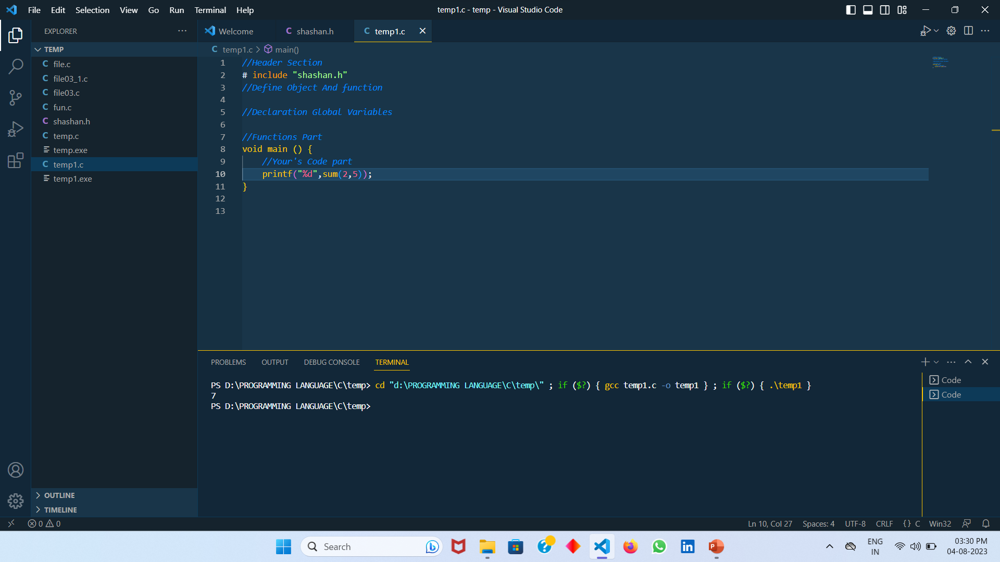 File Edit Selection View Go Run Terminal Help
temp1.c - temp - Visual Studio Code
EXPLORER
Welcome
C shashan.h
C temp1.c
TEMP
C file.c
C file03_1.c
C file03.c
C fun.c
C shashan.h
C temp.c
temp.exe
C temp1.c
temp1.exe
OUTLINE
TIMELINE
C temp1.c > main()
1 //Header Section
2 # include "shashan.h"
3 //Define Object And function
4
5 //Declaration Global Variables
6
7 //Functions Part
8 void main () {
9 //Your's Code part
10 printf("%d",sum(2,5));
11 }
12
13
PROBLEMS OUTPUT DEBUG CONSOLE TERMINAL
PS D:\PROGRAMMING LANGUAGE\C\temp> cd "d:\PROGRAMMING LANGUAGE\C\temp\" ; if ($?) { gcc temp1.c -o temp1 } ; if ($?) { .\temp1 }
7
PS D:\PROGRAMMING LANGUAGE\C\temp>
Code
Code
0 0
Ln 10, Col 27 Spaces: 4 UTF-8 CRLF {} C Win32
Search
in
P
ENG
IN
03:30 PM
04-08-2023